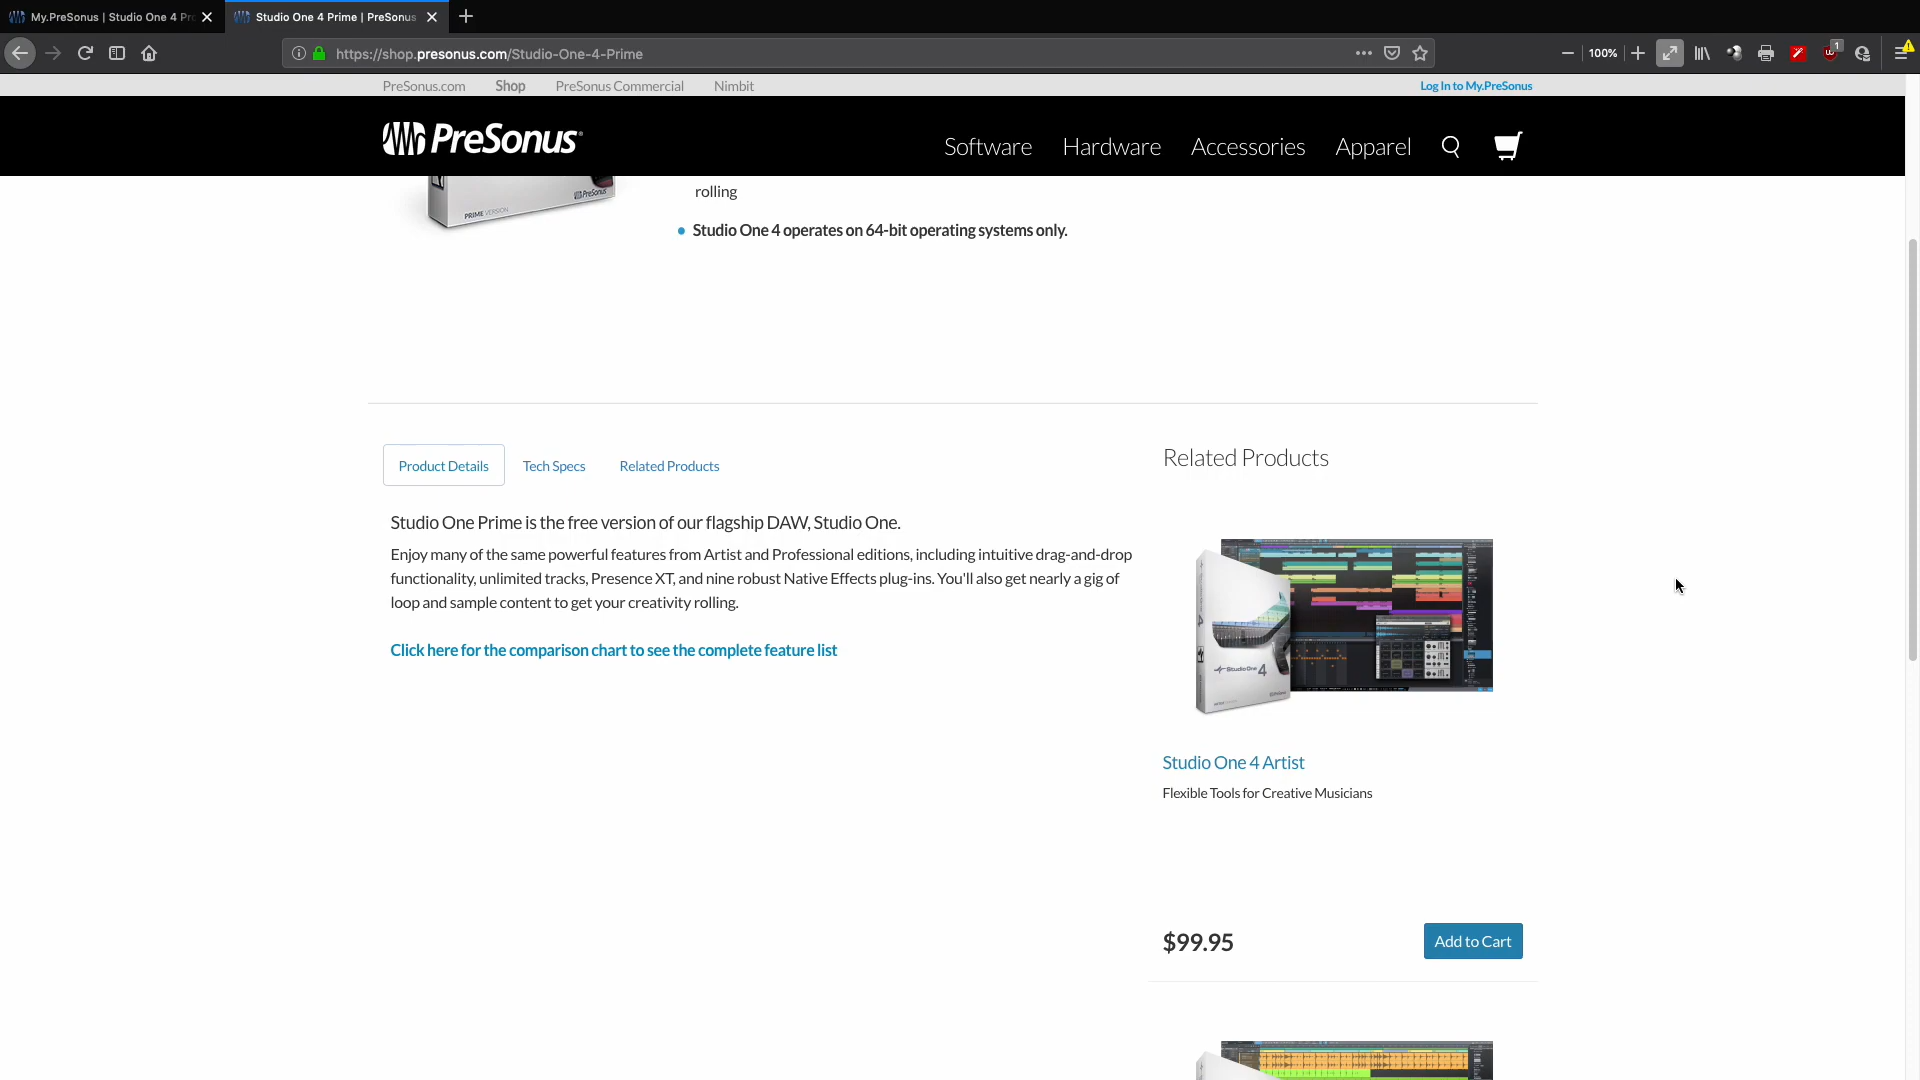 My.PreSonus | Studio One 4 Pr
Studio One 4 Prime | PreSonus
https://shop.presonus.com/Studio-One-4-Prime
100%
1
PreSonus.com
Shop
PreSonus Commercial
Nimbit
Log In to My.PreSonus
PreSonus
Software
Hardware
Accessories
Apparel
PRIME VERSION
PreSonus
rolling
Studio One 4 operates on 64-bit operating systems only.
Product Details
Tech Specs
Related Products
Studio One Prime is the free version of our flagship DAW, Studio One.
Enjoy many of the same powerful features from Artist and Professional editions, including intuitive drag-and-drop
functionality, unlimited tracks, Presence XT, and nine robust Native Effects plug-ins. You'll also get nearly a gig of
loop and sample content to get your creativity rolling.
Click here for the comparison chart to see the complete feature list
Related Products
Studio One 4
Studio One 4 Artist
Flexible Tools for Creative Musicians
$99.95
Add to Cart